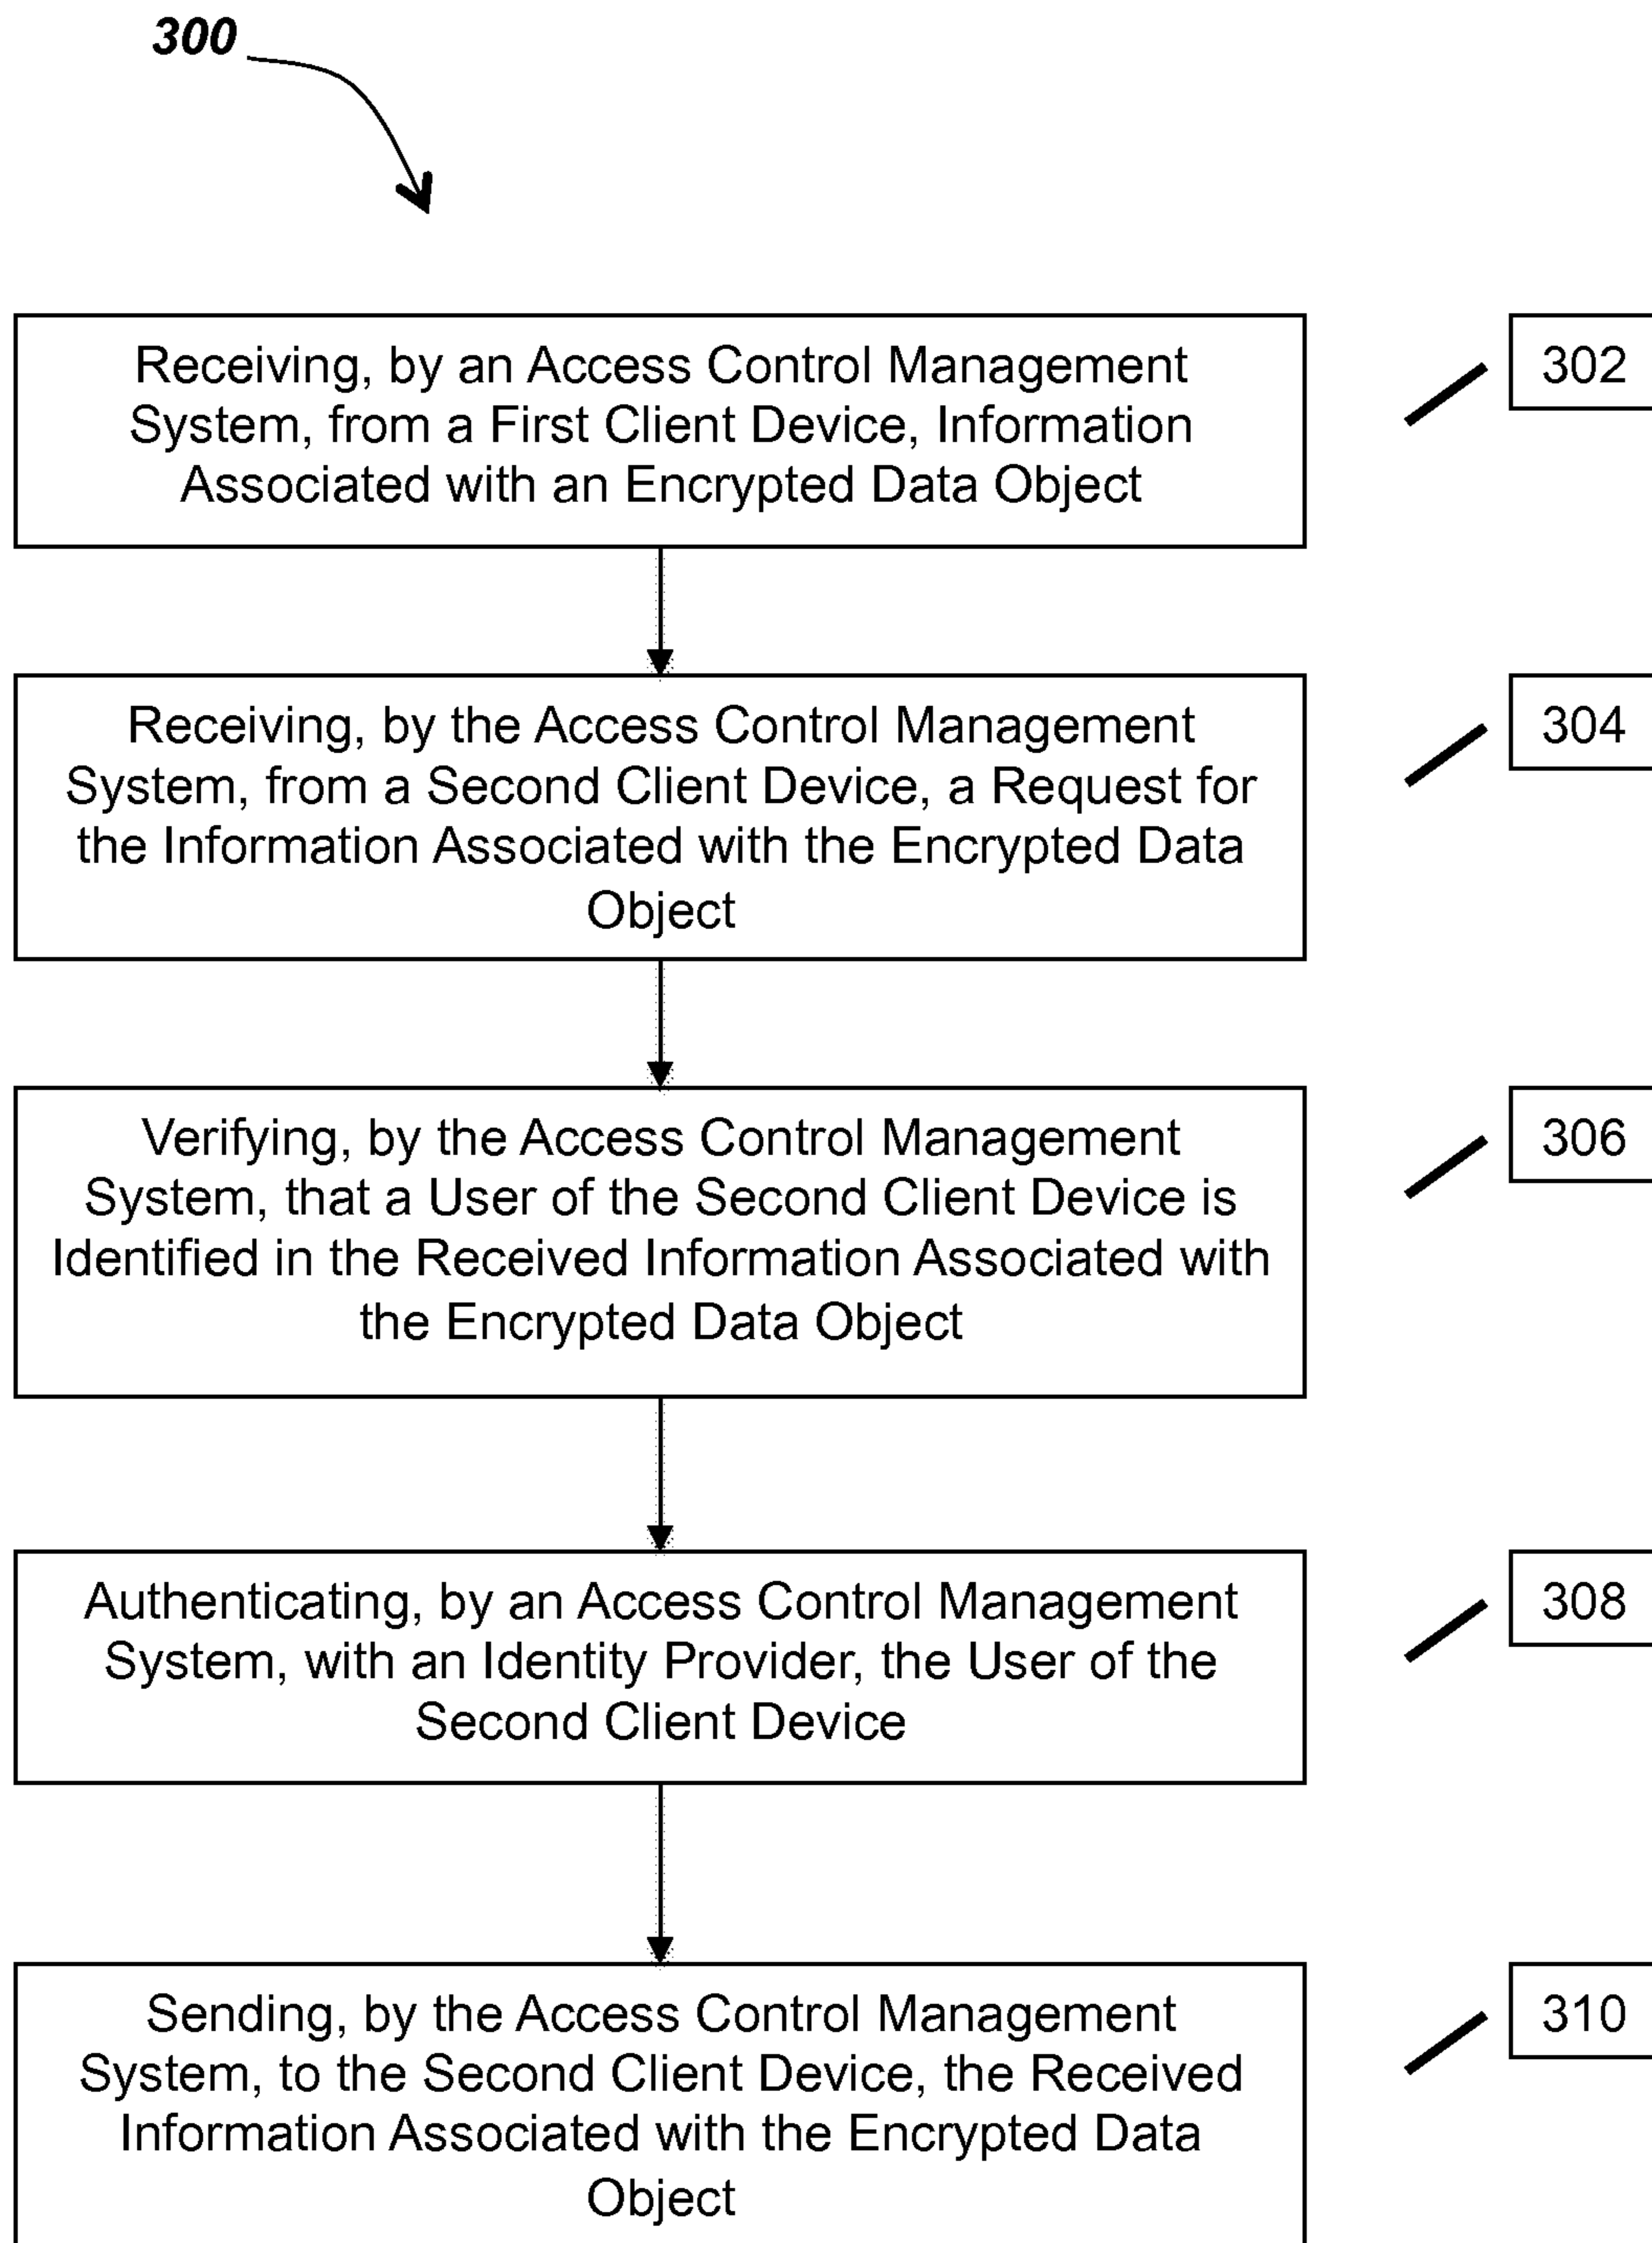 300
Receiving, by an Access Control Management
System, from a First Client Device, Information
Associated with an Encrypted Data Object
302
Receiving, by the Access Control Management
System, from a Second Client Device, a Request for
the Information Associated with the Encrypted Data
Object
304
Verifying, by the Access Control Management
System, that a User of the Second Client Device is
Identified in the Received Information Associated with
the Encrypted Data Object
306
Authenticating, by an Access Control Management
System, with an Identity Provider, the User of the
Second Client Device
308
Sending, by the Access Control Management
System, to the Second Client Device, the Received
Information Associated with the Encrypted Data
Object
310